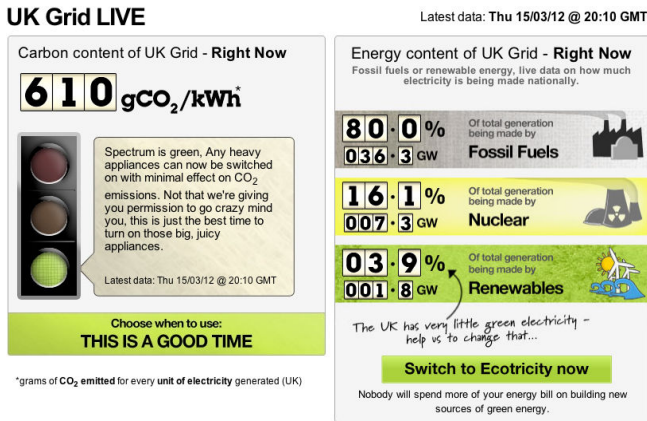 UK Grid LIVE
Latest data: Thu 15/03/12 @ 20:10 GMT
Carbon content of UK Grid - Right Now
610 gCO2/kWh*
Spectrum is green, Any heavy
appliances can now be switched
on with minimal effect on CO2
emissions. Not that we're giving
you permission to go crazy mind
you, this is just the best time to
turn on those big, juicy
appliances.
Latest data: Thu 15/03/12 @ 20:10 GMT
Choose when to use:
THIS IS A GOOD TIME
*grams of CO2 emitted for every unit of electricity generated (UK)
Energy content of UK Grid - Right Now
Fossil fuels or renewable energy, live data on how much
electricity is being made nationally.
80.0%
036.3 GW
Of total generation
being made by
Fossil Fuels
16.1%
007.3 GW
Of total generation
being made by
Nuclear
03.9%
001.8 GW
Of total generation
being made by
Renewables
The UK has very little green electricity –
help us to change that...
Switch to Ecotricity now
Nobody will spend more of your energy bill on building new
sources of green energy.